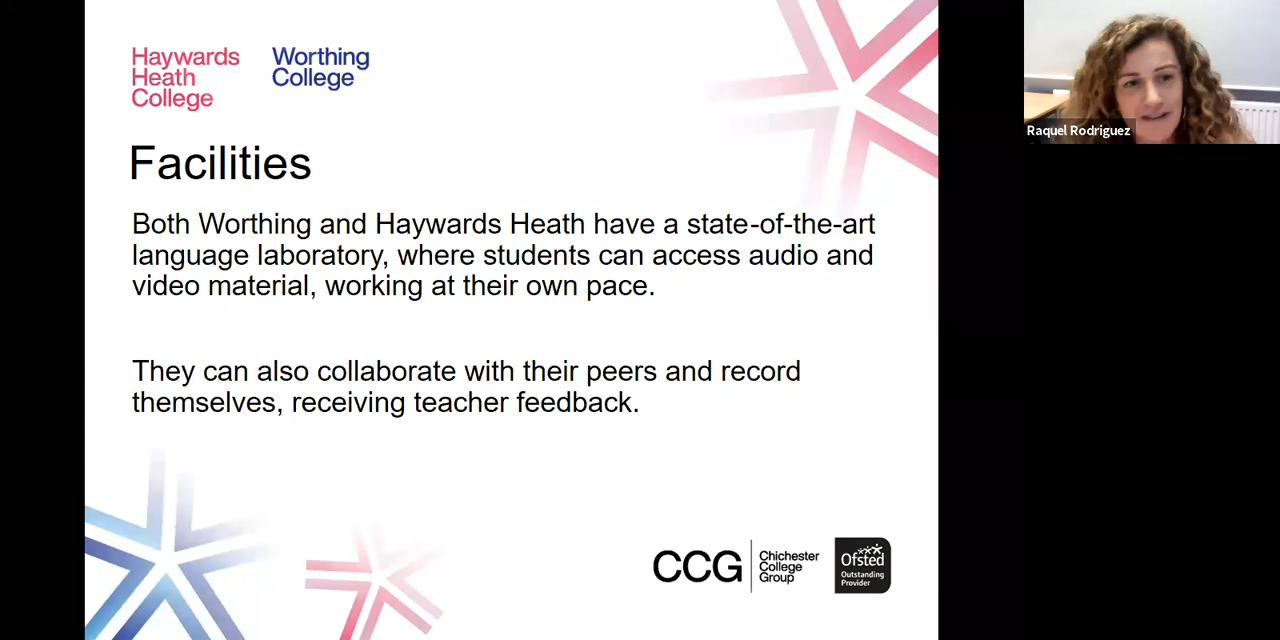 Haywards
Heath
College
Worthing
College
Facilities
Both Worthing and Haywards Heath have a state-of-the-art
language laboratory, where students can access audio and
video material, working at their own pace.
They can also collaborate with their peers and record
themselves, receiving teacher feedback.
CCG
Chichester
College
Group
Ofsted
Outstanding
Provider
Raquel Rodriguez